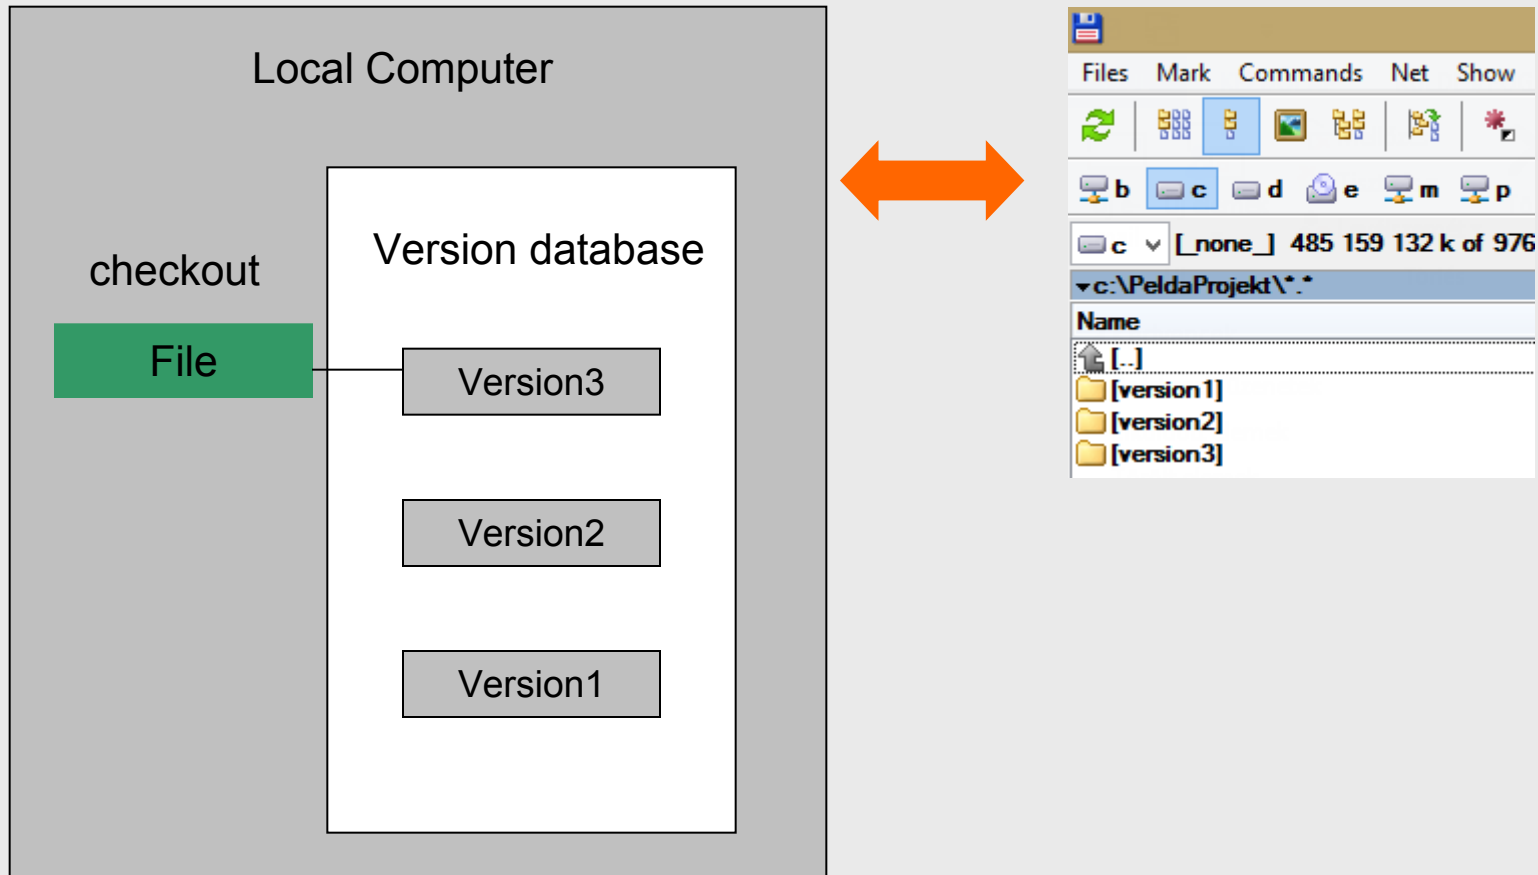 Local Computer
checkout
File
Version database
Version3
Version2
Version1
Files Mark Commands Net Show
b c d e m p
c [_none_] 485 159 132 k of 976
c:\PeldaProjekt\*.*
Name
[..]
[version1]
[version2]
[version3]